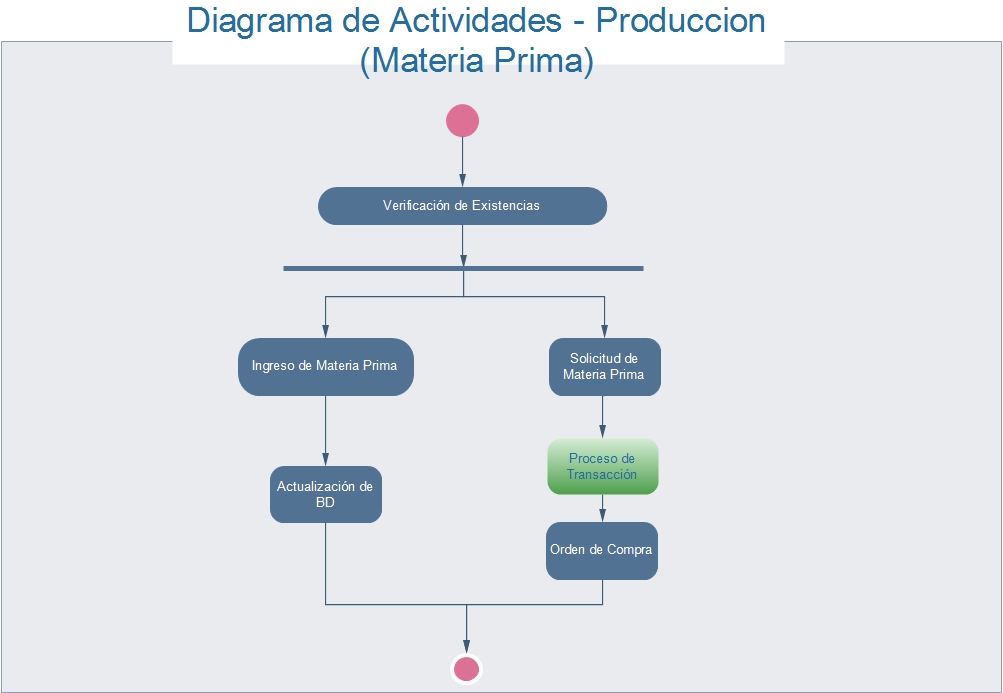 Diagrama de Actividades - Produccion
(Materia Prima)
Verificación de Existencias
Ingreso de Materia Prima
Solicitud de
Materia Prima
Proceso de
Transacción
Actualización de
BD
Orden de Compra